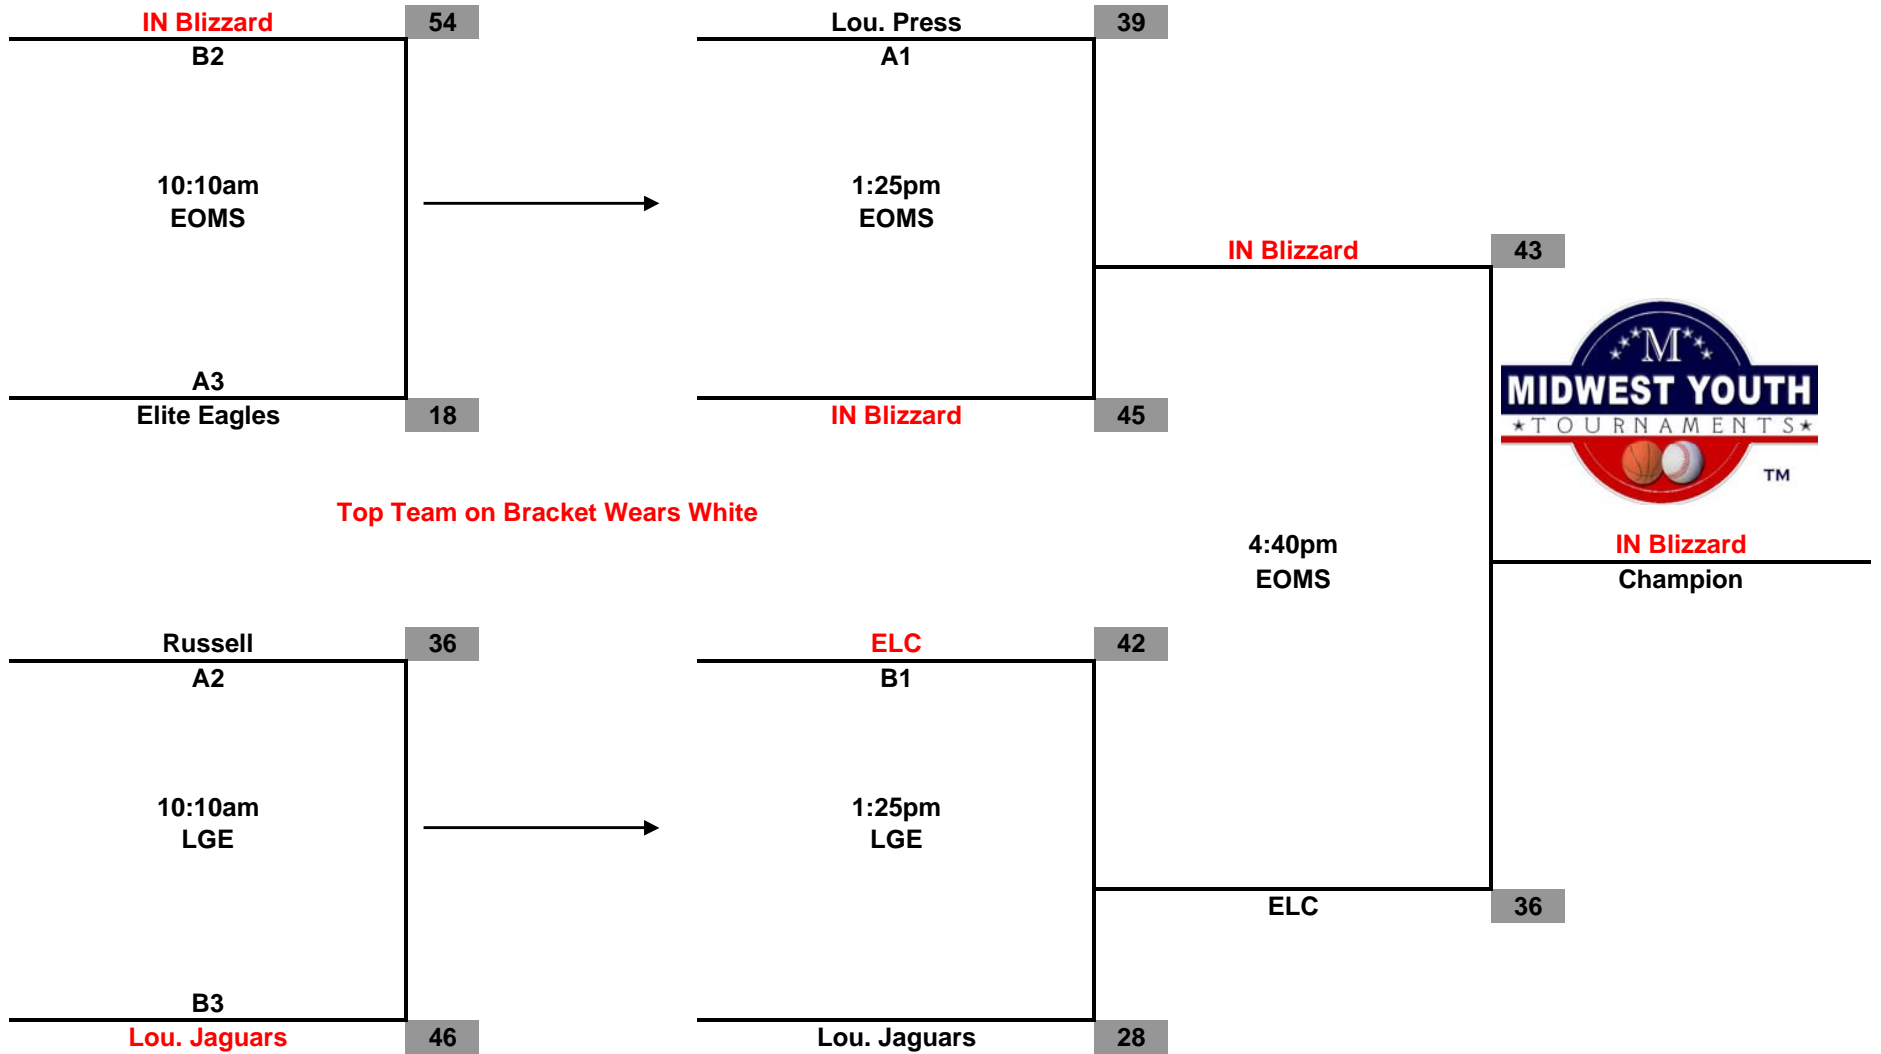 IN Blizzard 54 Lou. Press 39
B2 A1
10:10am 1:25pm
EOMS EOMS
IN Blizzard 43
M
MIDWEST YOUTH
A3
Elite Eagles 18 IN Blizzard 45
TOURNAMENTS
TM
Top Team on Bracket Wears White
4:40pm IN Blizzard
EOMS Champion
Russell 36 ELC 42
A2 B1
10:10am 1:25pm
LGE LGE
ELC 36
B3
Lou. Jaguars 46 Lou. Jaguars 28